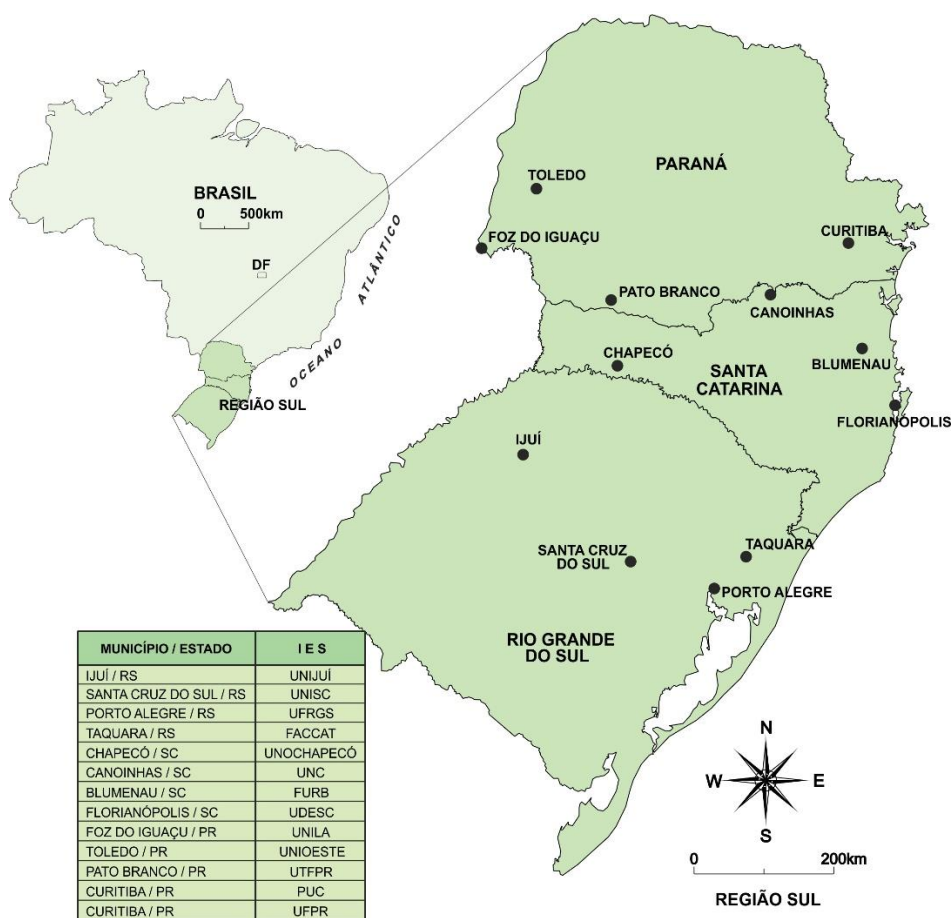 BRASIL
0 500km
DF
OCEANO ATLÂNTICO
REGIÃO SUL
PARANÁ
TOLEDO
FOZ DO IGUAÇU
CURITIBA
PATO BRANCO
CANOINHAS
CHAPECÓ
SANTA
CATARINA
BLUMENAU
FLORIANÓPOLIS
IJUÍ
SANTA CRUZ
DO SUL
TAQUARA
PORTO ALEGRE
RIO GRANDE
DO SUL
MUNICÍPIO / ESTADO I E S
IJUÍ / RS UNIJUÍ
SANTA CRUZ DO SUL / RS UNISC
PORTO ALEGRE / RS UFRGS
TAQUARA / RS FACCAT
CHAPECÓ / SC UNOCHAPECÓ
CANOINHAS / SC UNC
BLUMENAU / SC FURB
FLORIANÓPOLIS / SC UDESC
FOZ DO IGUAÇU / PR UNILA
TOLEDO / PR UNIOESTE
PATO BRANCO / PR UTFPR
CURITIBA / PR PUC
CURITIBA / PR UFPR
N
W E
S
0 200km
REGIÃO SUL